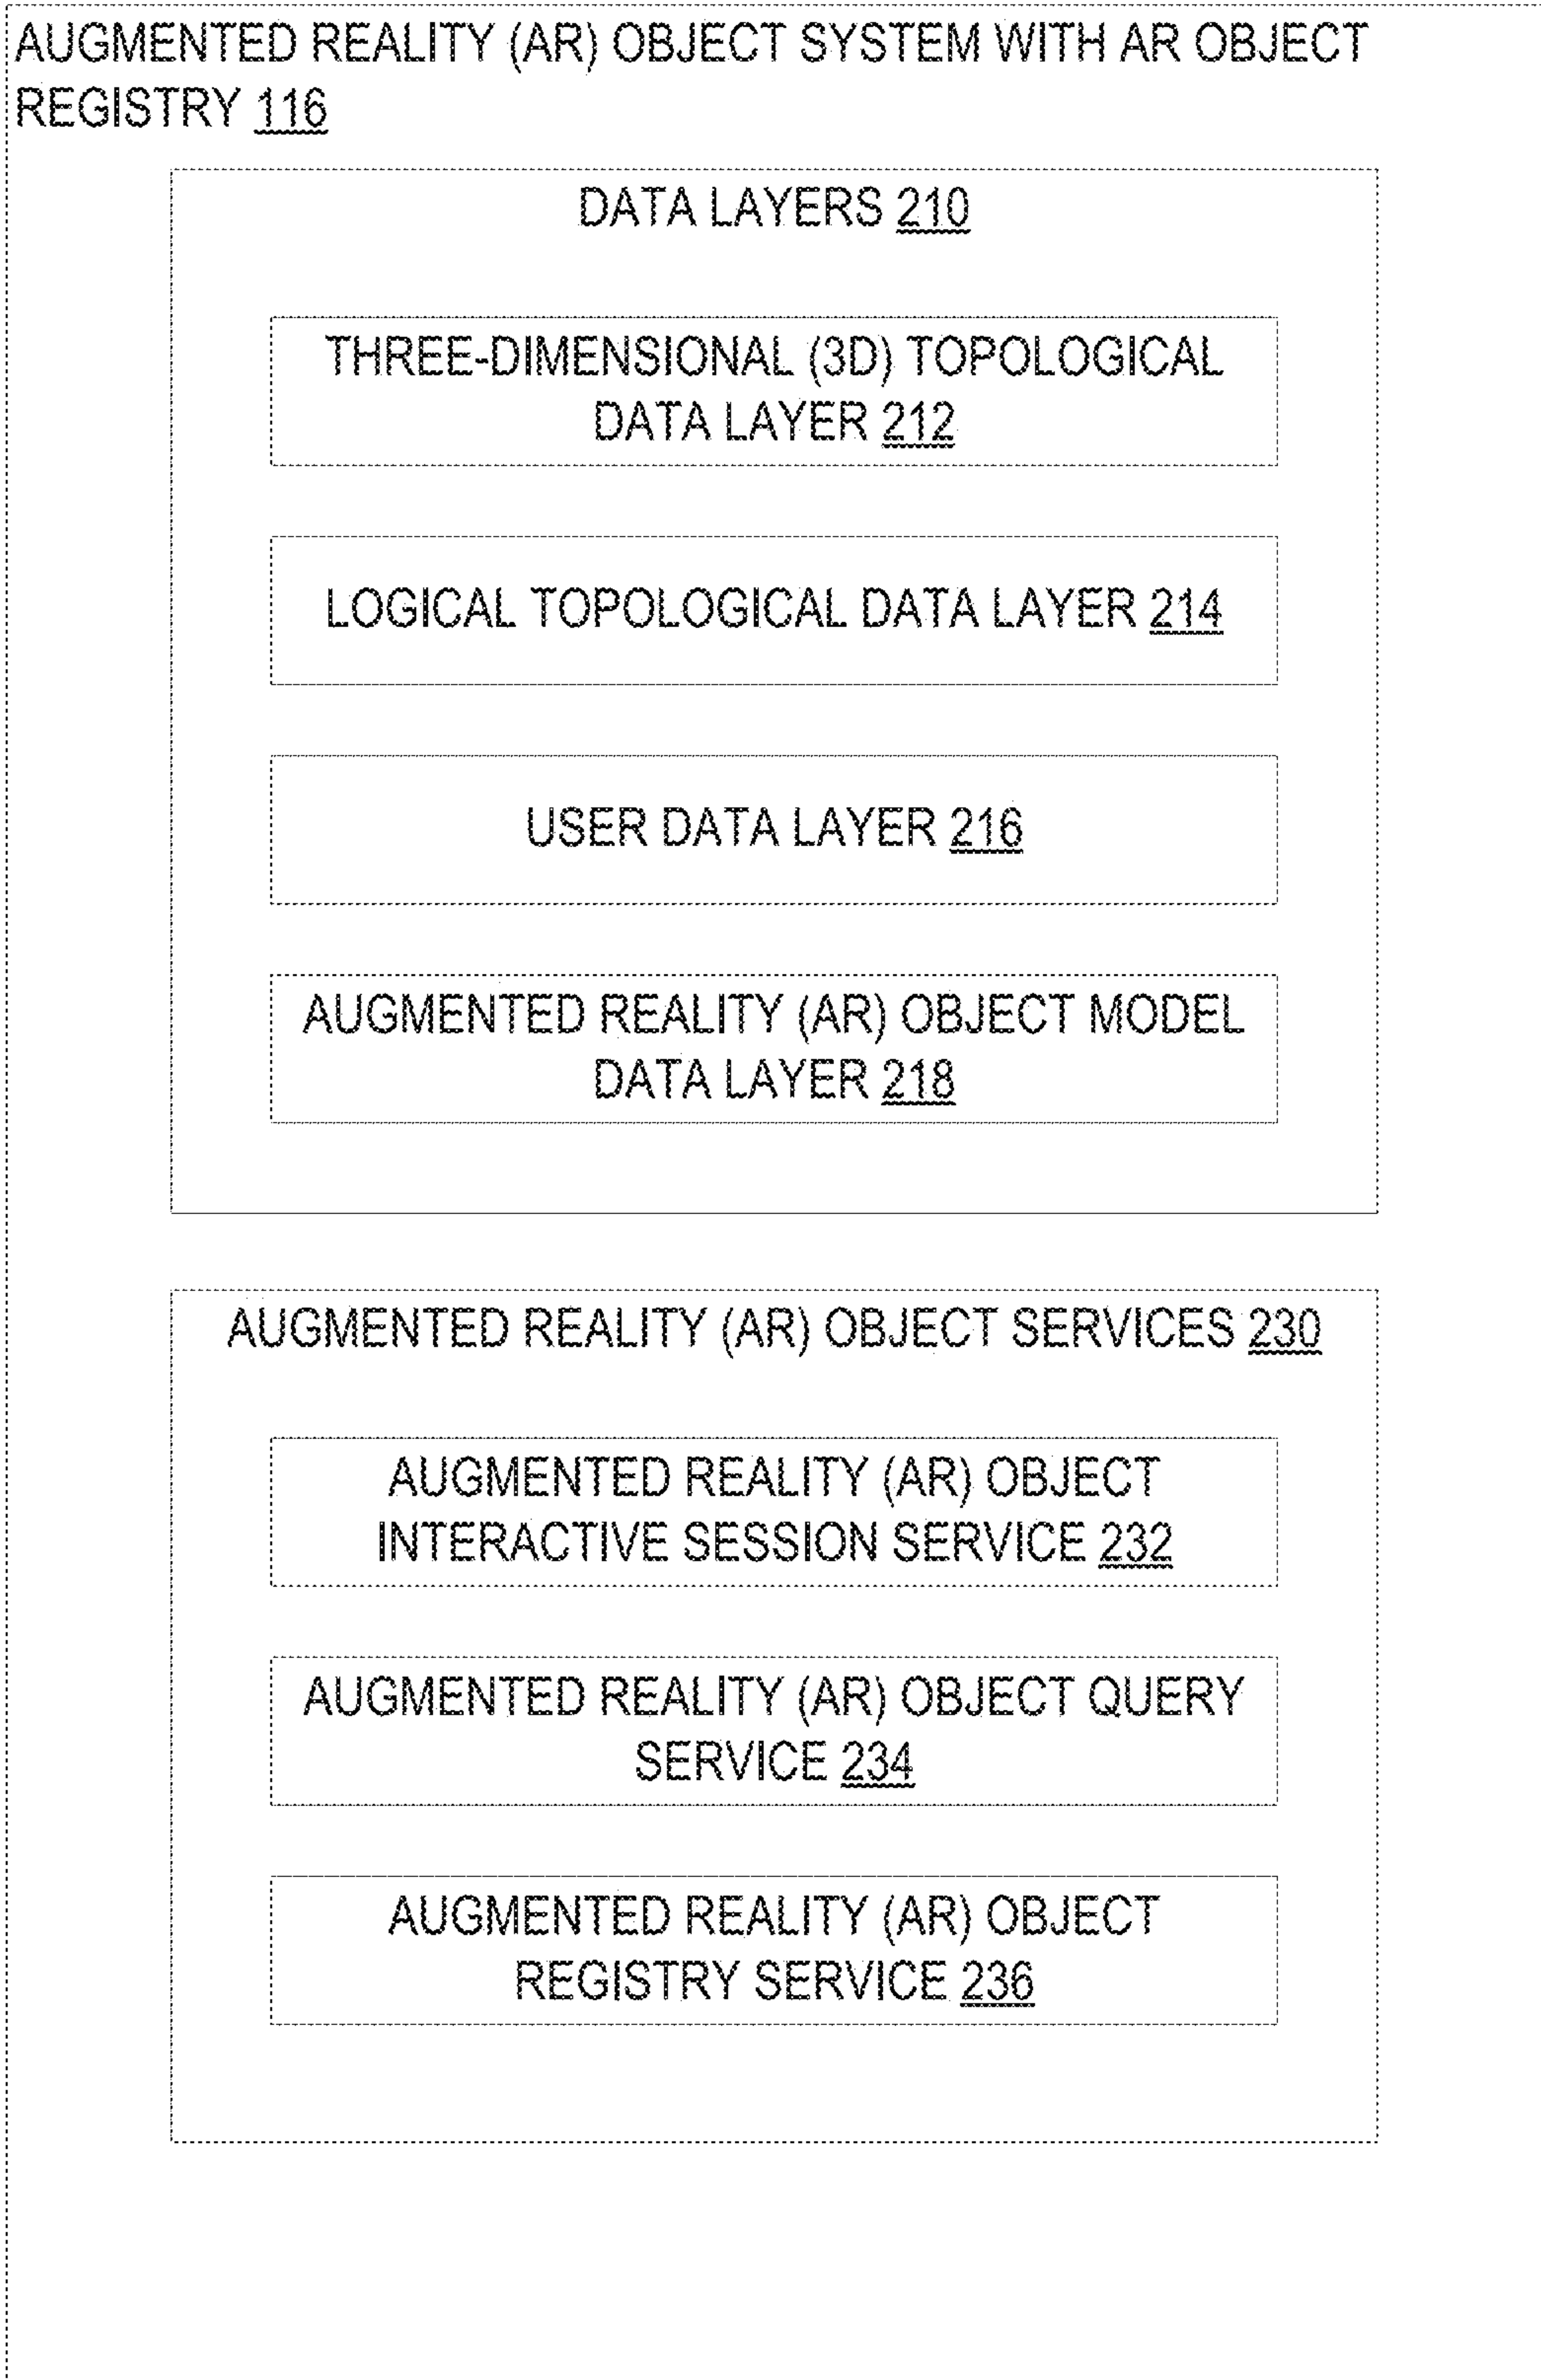 AUGMENTED REALITY (AR) OBJECT SYSTEM WITH AR OBJECT
REGISTRY 116
DATA LAYERS 210
THREE-DIMENSIONAL (3D) TOPOLOGICAL
DATA LAYER 212
LOGICAL TOPOLOGICAL DATA LAYER 214
USER DATA LAYER 216
AUGMENTED REALITY (AR) OBJECT MODEL
DATA LAYER 218
AUGMENTED REALITY (AR) OBJECT SERVICES 230
AUGMENTED REALITY (AR) OBJECT
INTERACTIVE SESSION SERVICE 232
AUGMENTED REALITY (AR) OBJECT QUERY
SERVICE 234
AUGMENTED REALITY (AR) OBJECT
REGISTRY SERVICE 236